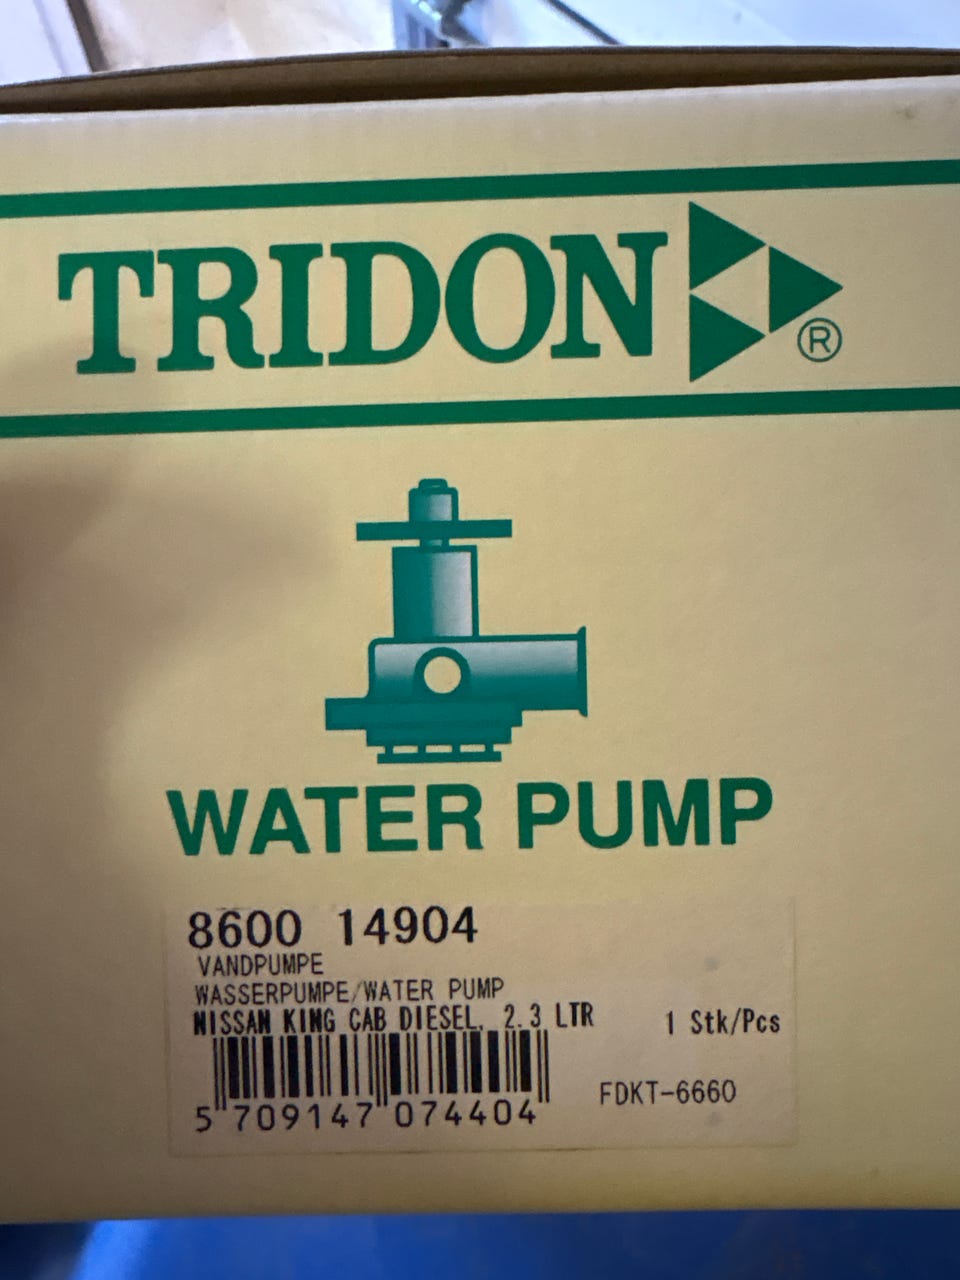 TRIDON ®
WATER PUMP
8600 14904
VANDPUMPE
WASSERPUMPE/WATER PUMP
NISSAN KING CAB DIESEL, 2.3 LTR 1 Stk/Pcs
FDKT-6660
5 709147 074404